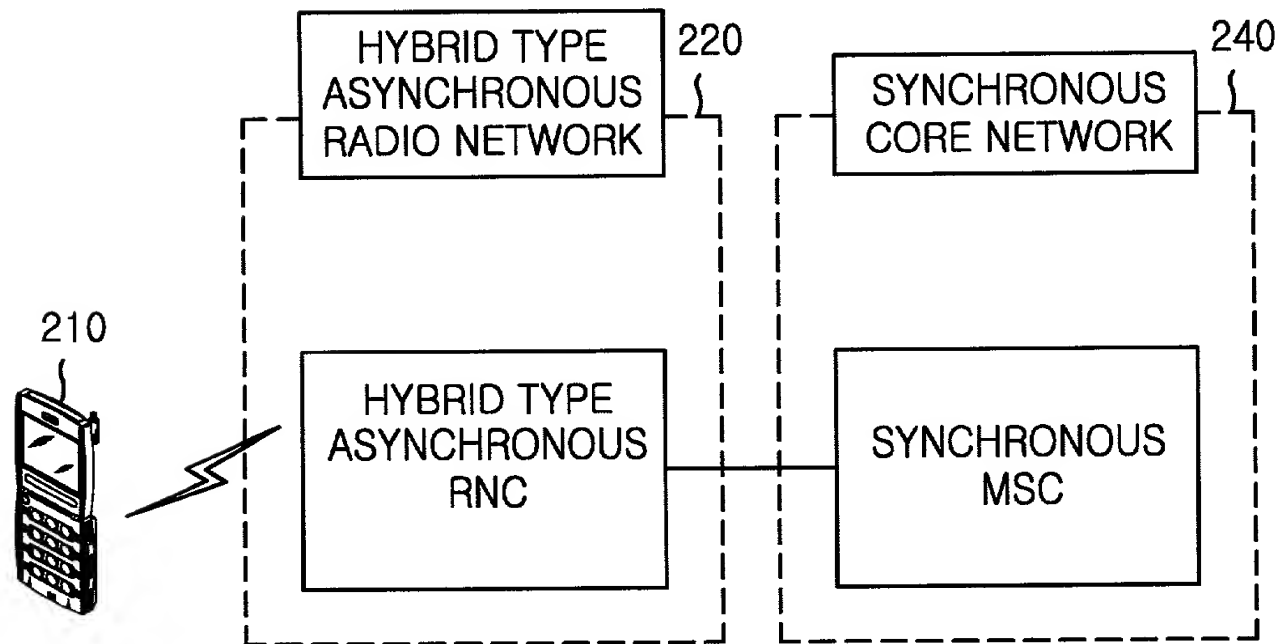 HYBRID TYPE
ASYNCHRONOUS
RADIO NETWORK
220
SYNCHRONOUS
CORE NETWORK
240
210
HYBRID TYPE
ASYNCHRONOUS
RNC
SYNCHRONOUS
MSC